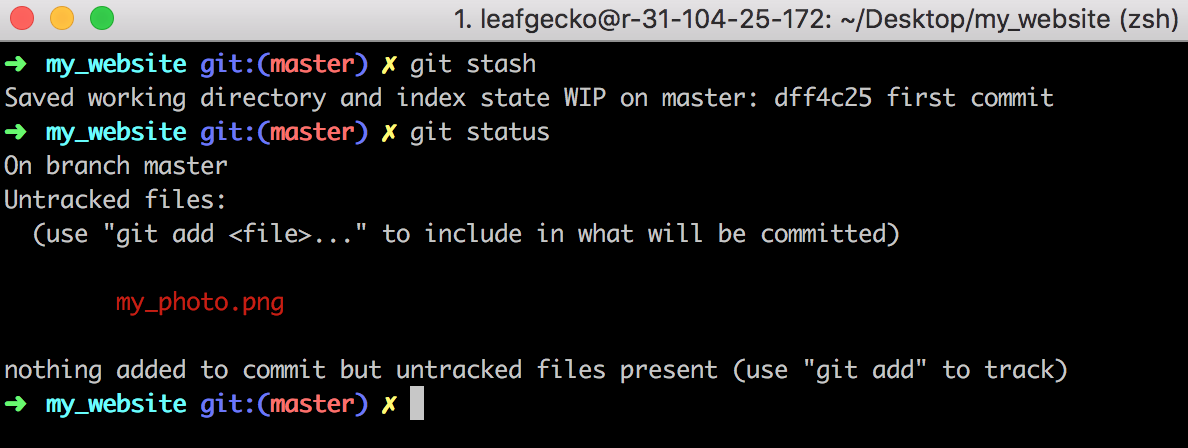 1. leafgecko@r-31-104-25-172: ~/Desktop/my_website (zsh)
➜  my_website git:(master) ✗ git stash
Saved working directory and index state WIP on master: dff4c25 first commit
➜  my_website git:(master) ✗ git status
On branch master
Untracked files:
  (use "git add <file>..." to include in what will be committed)
        my_photo.png
nothing added to commit but untracked files present (use "git add" to track)
➜  my_website git:(master) ✗